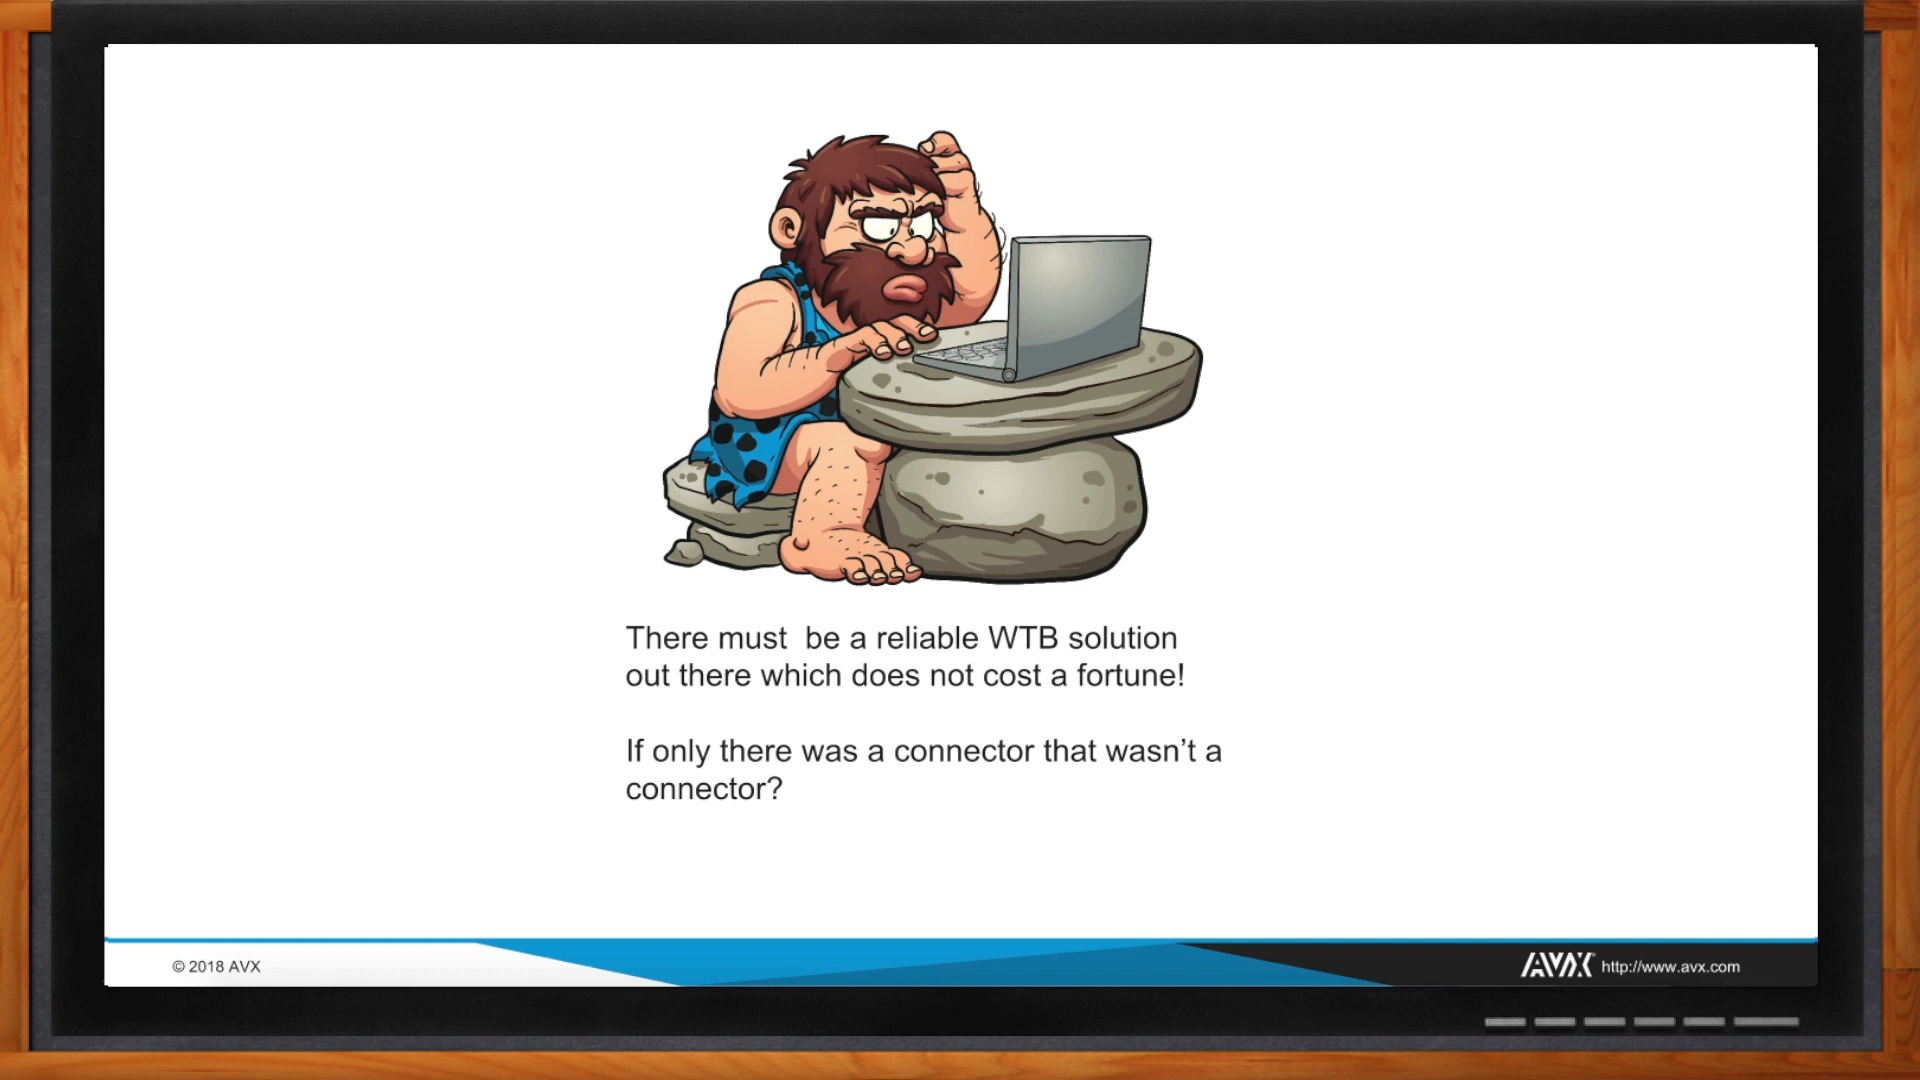 There must  be a reliable WTB solution
out there which does not cost a fortune!
If only there was a connector that wasn’t a
connector?
© 2018 AVX
AVX http://www.avx.com